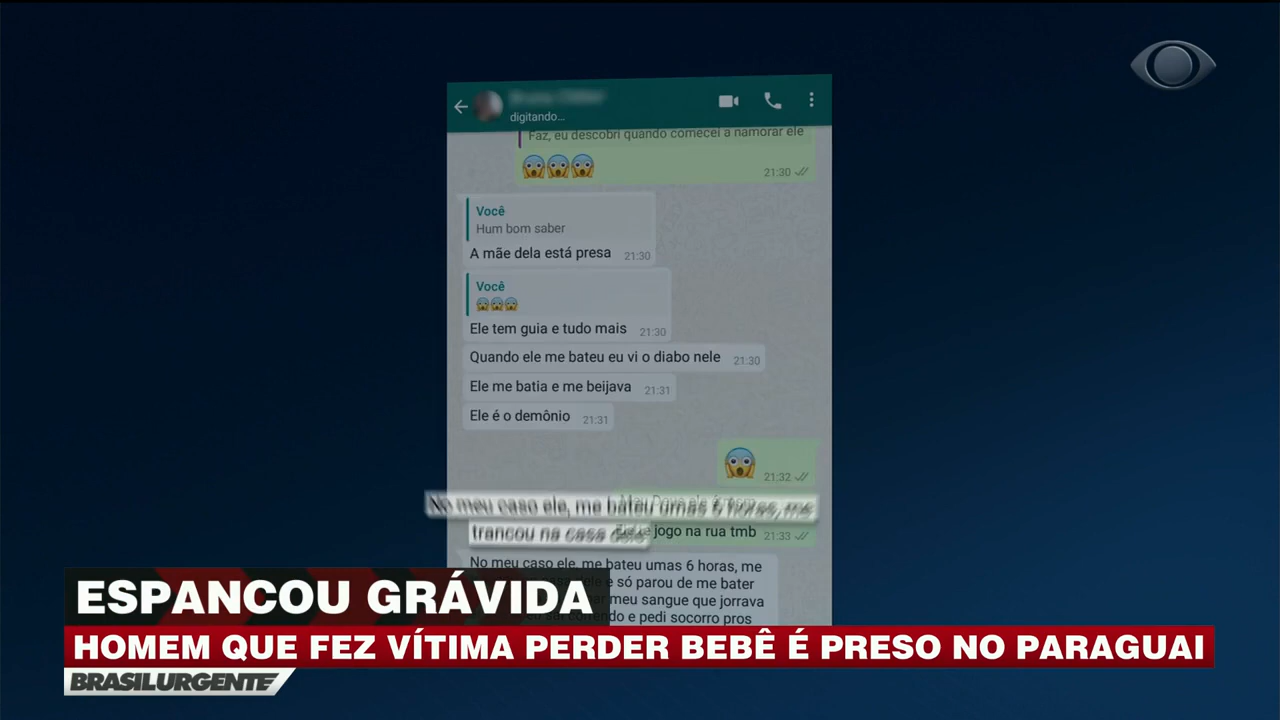 digitando...
Faz, eu descobri quando comecei a namorar ele
😱😱😱
21:30
Você
Hum bom saber
A mãe dela está presa 21:30
Você
😱😱😱
Ele tem guia e tudo mais 21:30
Quando ele me bateu eu vi o diabo nele 21:30
Ele me batia e me beijava 21:31
Ele é o demônio 21:31
😱
21:32
No meu caso ele, me bateu umas 6 horas, me
trancou na casa dele
jogo na rua tmb 21:33
No meu caso ele, me bateu umas 6 horas, me
e só parou de me bater
meu sangue que jorrava
e pedi socorro pros
ESPANCOU GRÁVIDA
HOMEM QUE FEZ VÍTIMA PERDER BEBÊ É PRESO NO PARAGUAI
BRASILURGENTE